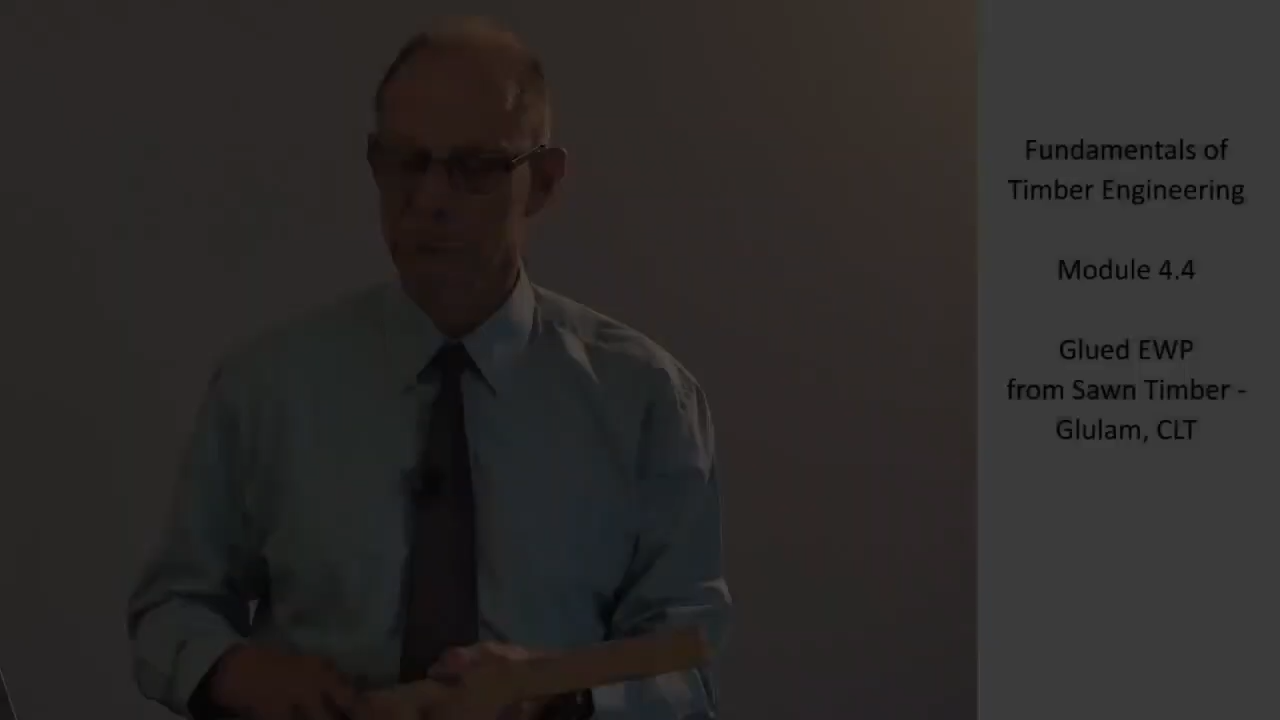 Fundamentals of
Timber Engineering
Module 4.4
Glued EWP
from Sawn Timber -
Glulam, CLT